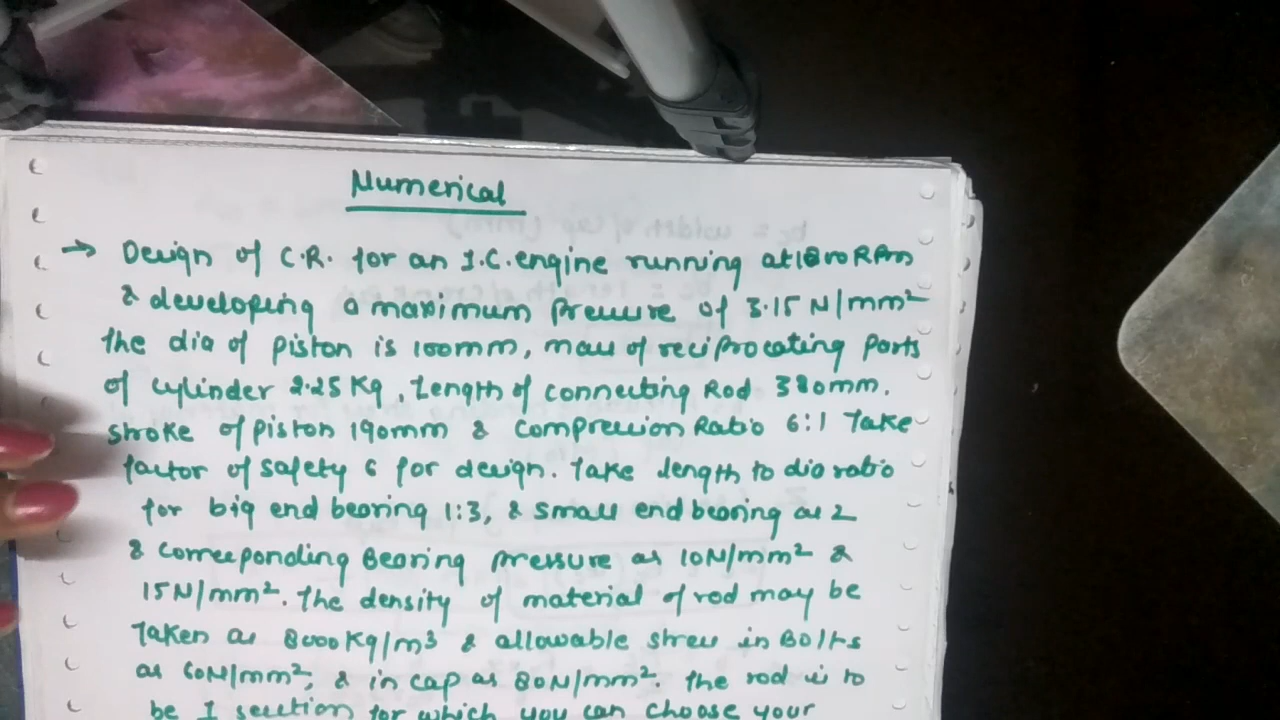 Numerical
→ Design of C.R. for an I.C. engine running at 1800 RPM
& developing a maximum pressure of 3.15 N/mm²
the dia of piston is 100mm, mass of reciprocating parts
of cylinder 2.25 Kg, Length of connecting Rod 380mm.
stroke of piston 190mm & compression Ratio 6:1 Take
factor of safety 6 for design. Take length to dia ratio
for big end bearing 1:3, & small end bearing as 2
& corresponding Bearing pressure as 10N/mm² &
15N/mm². the density of material of rod may be
Taken as 8000Kg/m³ & allowable stress in Bolts
as 60N/mm², & in cap as 80N/mm². The rod is to
be I section for which you can choose your